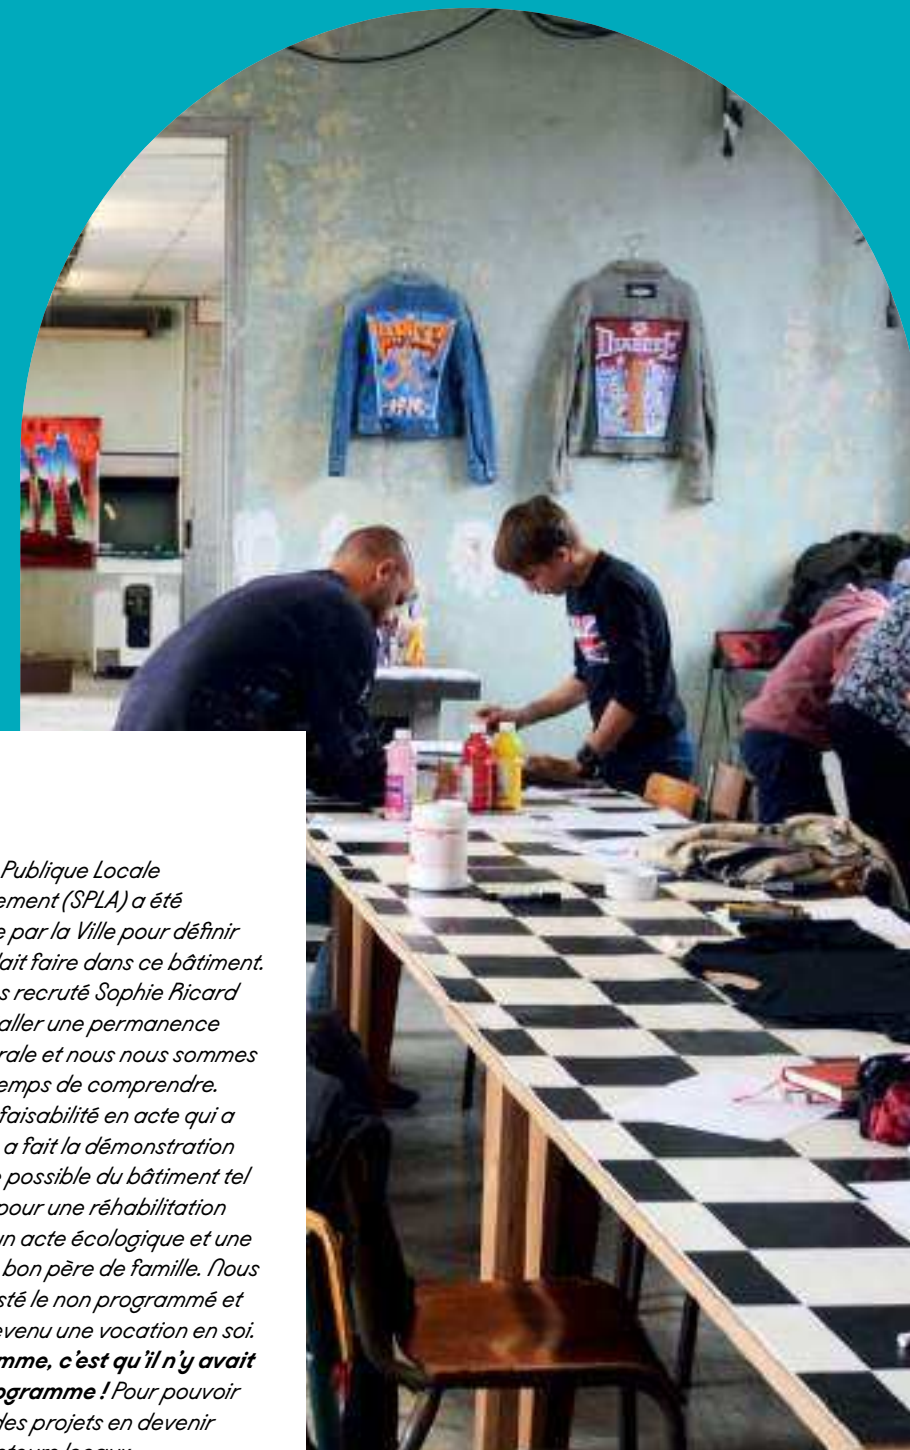 DIABCEE
Publique Locale
ement (SPLA) a été
e par la Ville pour définir
lait faire dans ce bâtiment.
s recruté Sophie Ricard
aller une permanence
rale et nous nous sommes
emps de comprendre.
faisabilité en acte qui a
a fait la démonstration
e possible du bâtiment tel
pour une réhabilitation
un acte écologique et une
bon père de famille. Nous
sté le non programmé et
evenu une vocation en soi.
mme, c'est qu'il n'y avait
ogramme ! Pour pouvoir
des projets en devenir